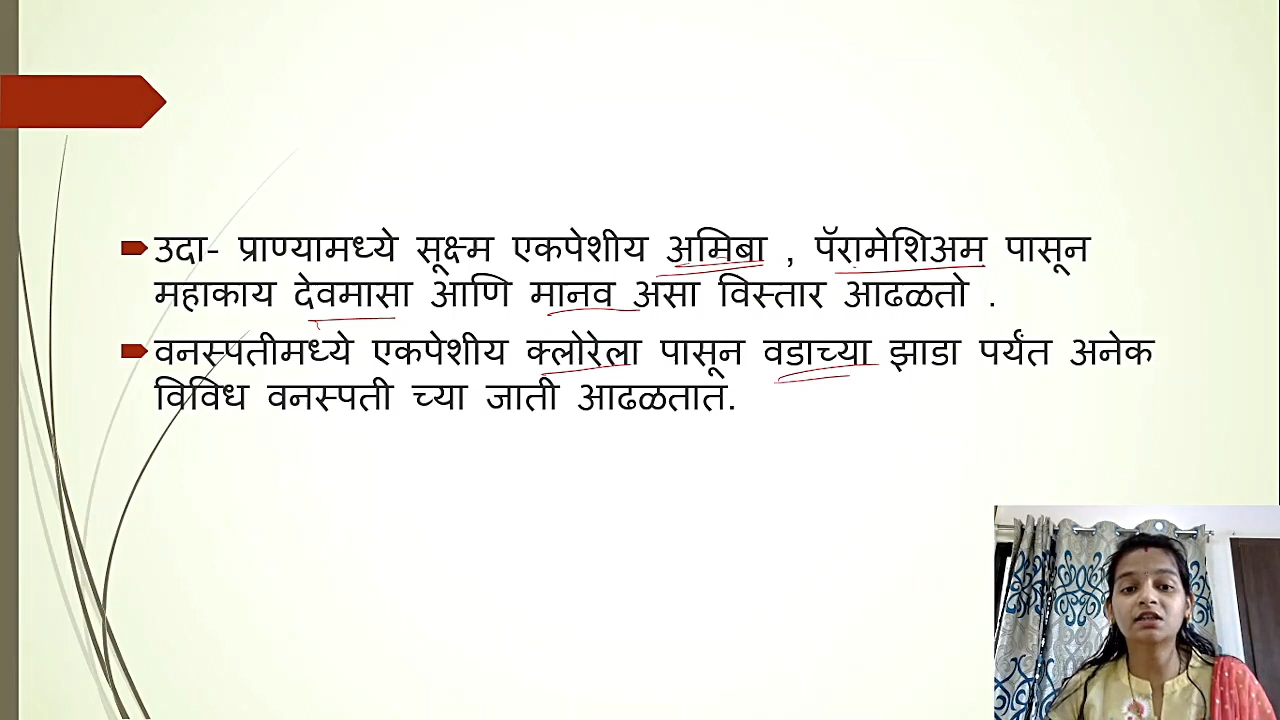 उदा- प्राण्यामध्ये सूक्ष्म एकपेशीय अमिबा , पॅरामेशिअम पासून
महाकाय देवमासा आणि मानव असा विस्तार आढळतो .
वनस्पतीमध्ये एकपेशीय क्लोरेला पासून वडाच्या झाडा पर्यंत अनेक
विविध वनस्पती च्या जाती आढळतात.